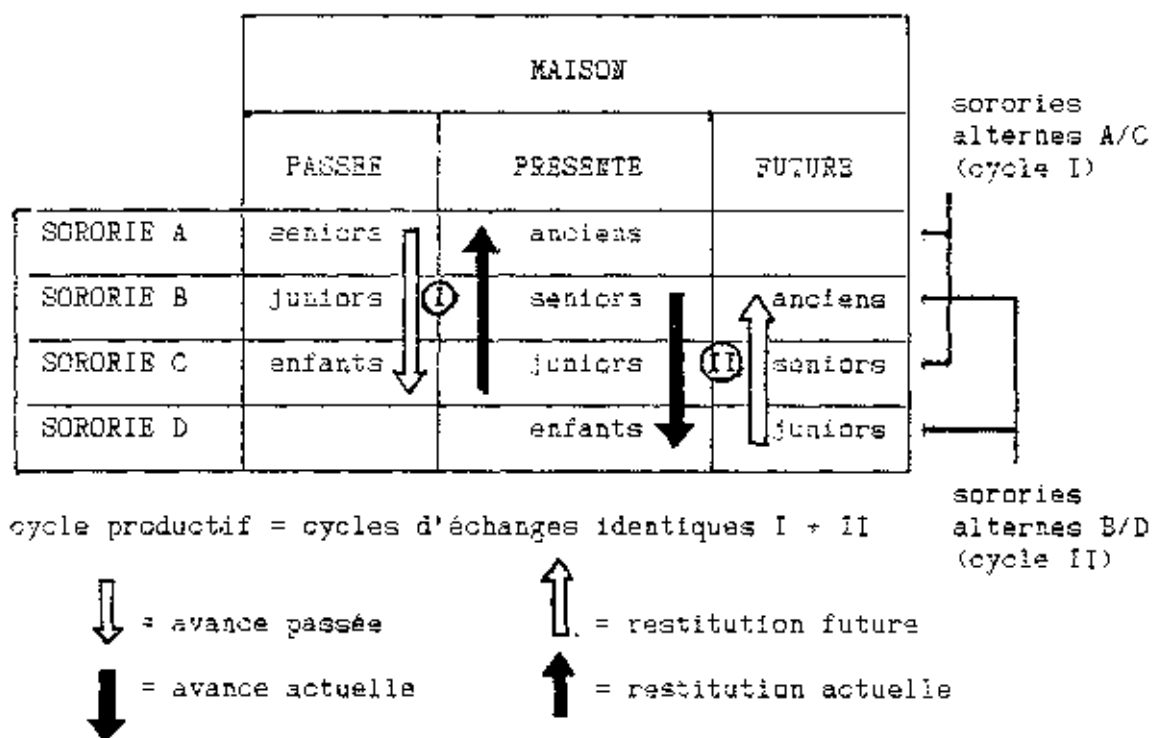 MAISON
sorories
alternes A/C
(cycle I)
PASSEE PRESENTE FUTURE
SORORIE A seniors anciens
SORORIE B juniors I seniors anciens
SORORIE C enfants juniors II seniors
SORORIE D enfants juniors
sorories
alternes B/D
(cycle II)
cycle productif = cycles d'échanges identiques I + II
= avance passée = restitution future
= avance actuelle = restitution actuelle